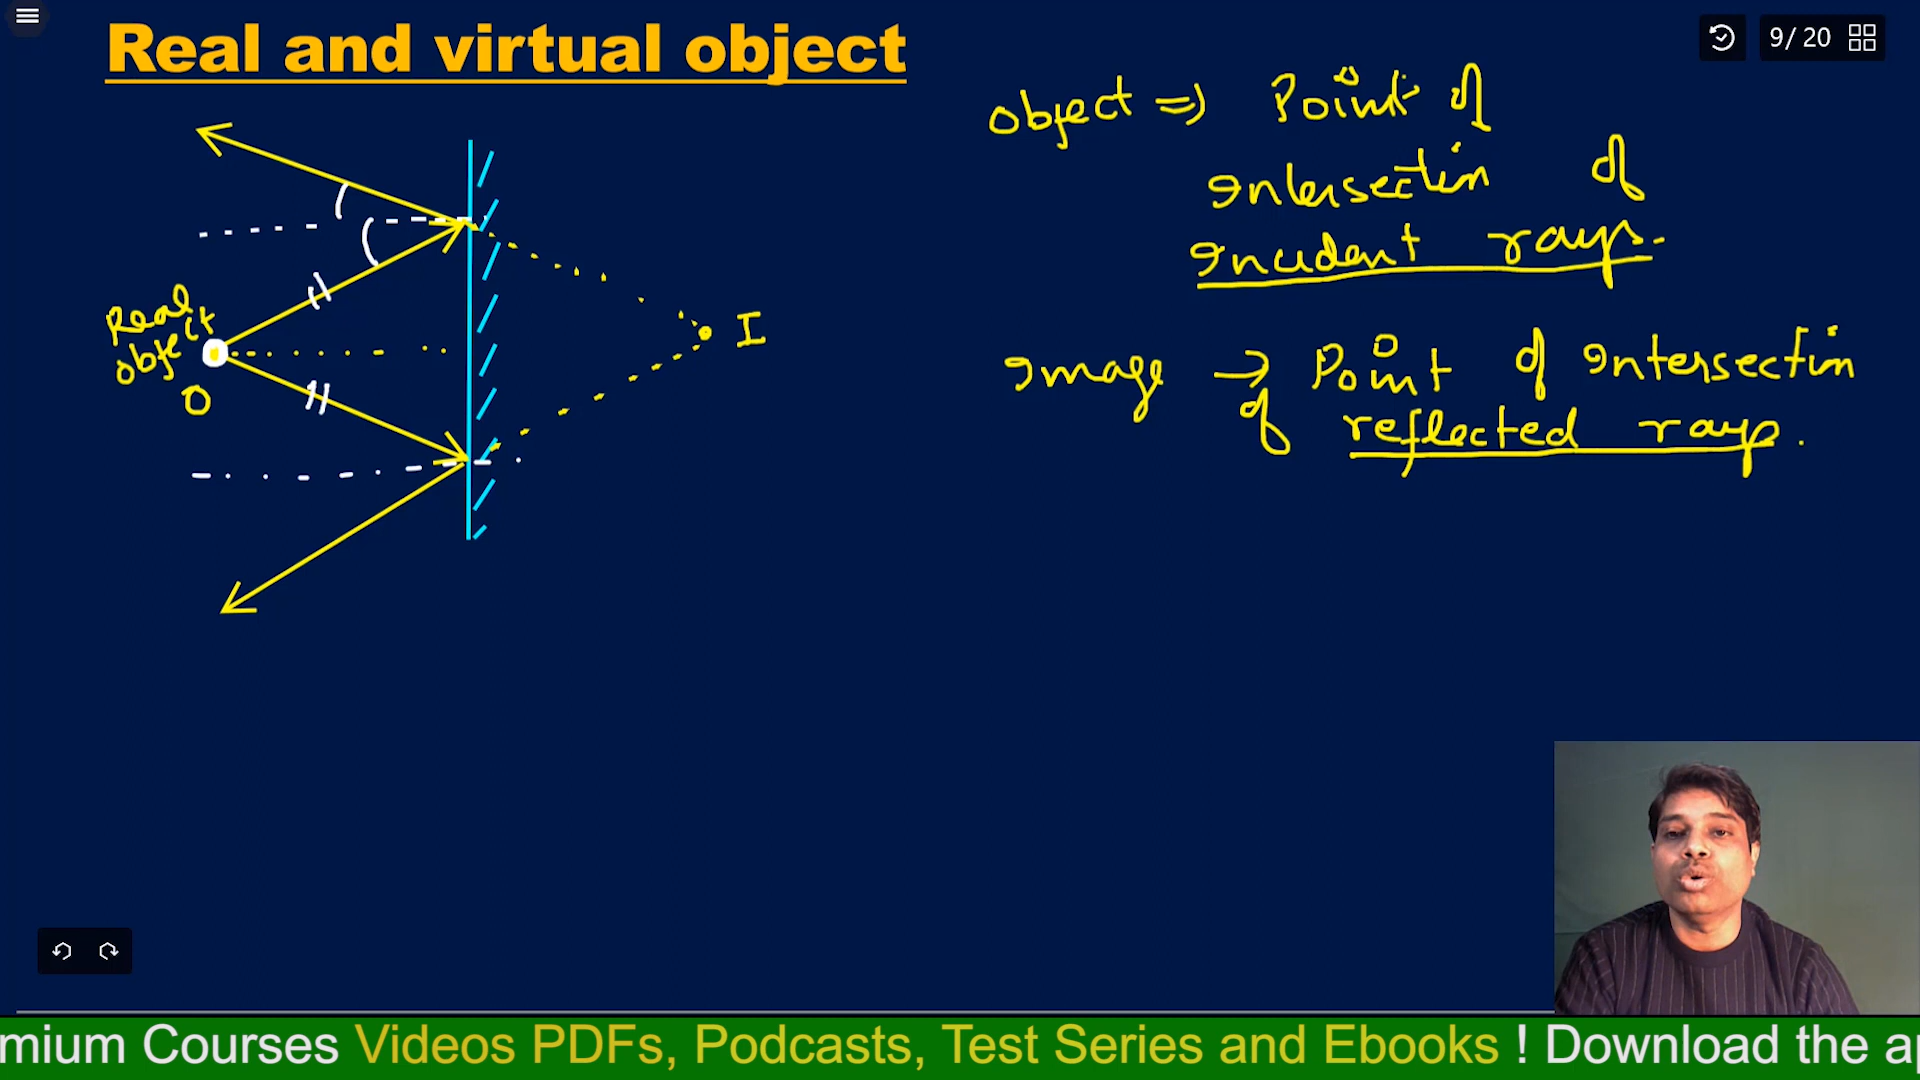 Real and virtual object
9/ 20
object ⇒ Point of
Intersection of
Incident rays.
Real
object
O
I
Image → Point of Intersection
of reflected rays.
mium Courses Videos PDFs, Podcasts, Test Series and Ebooks ! Download the ap